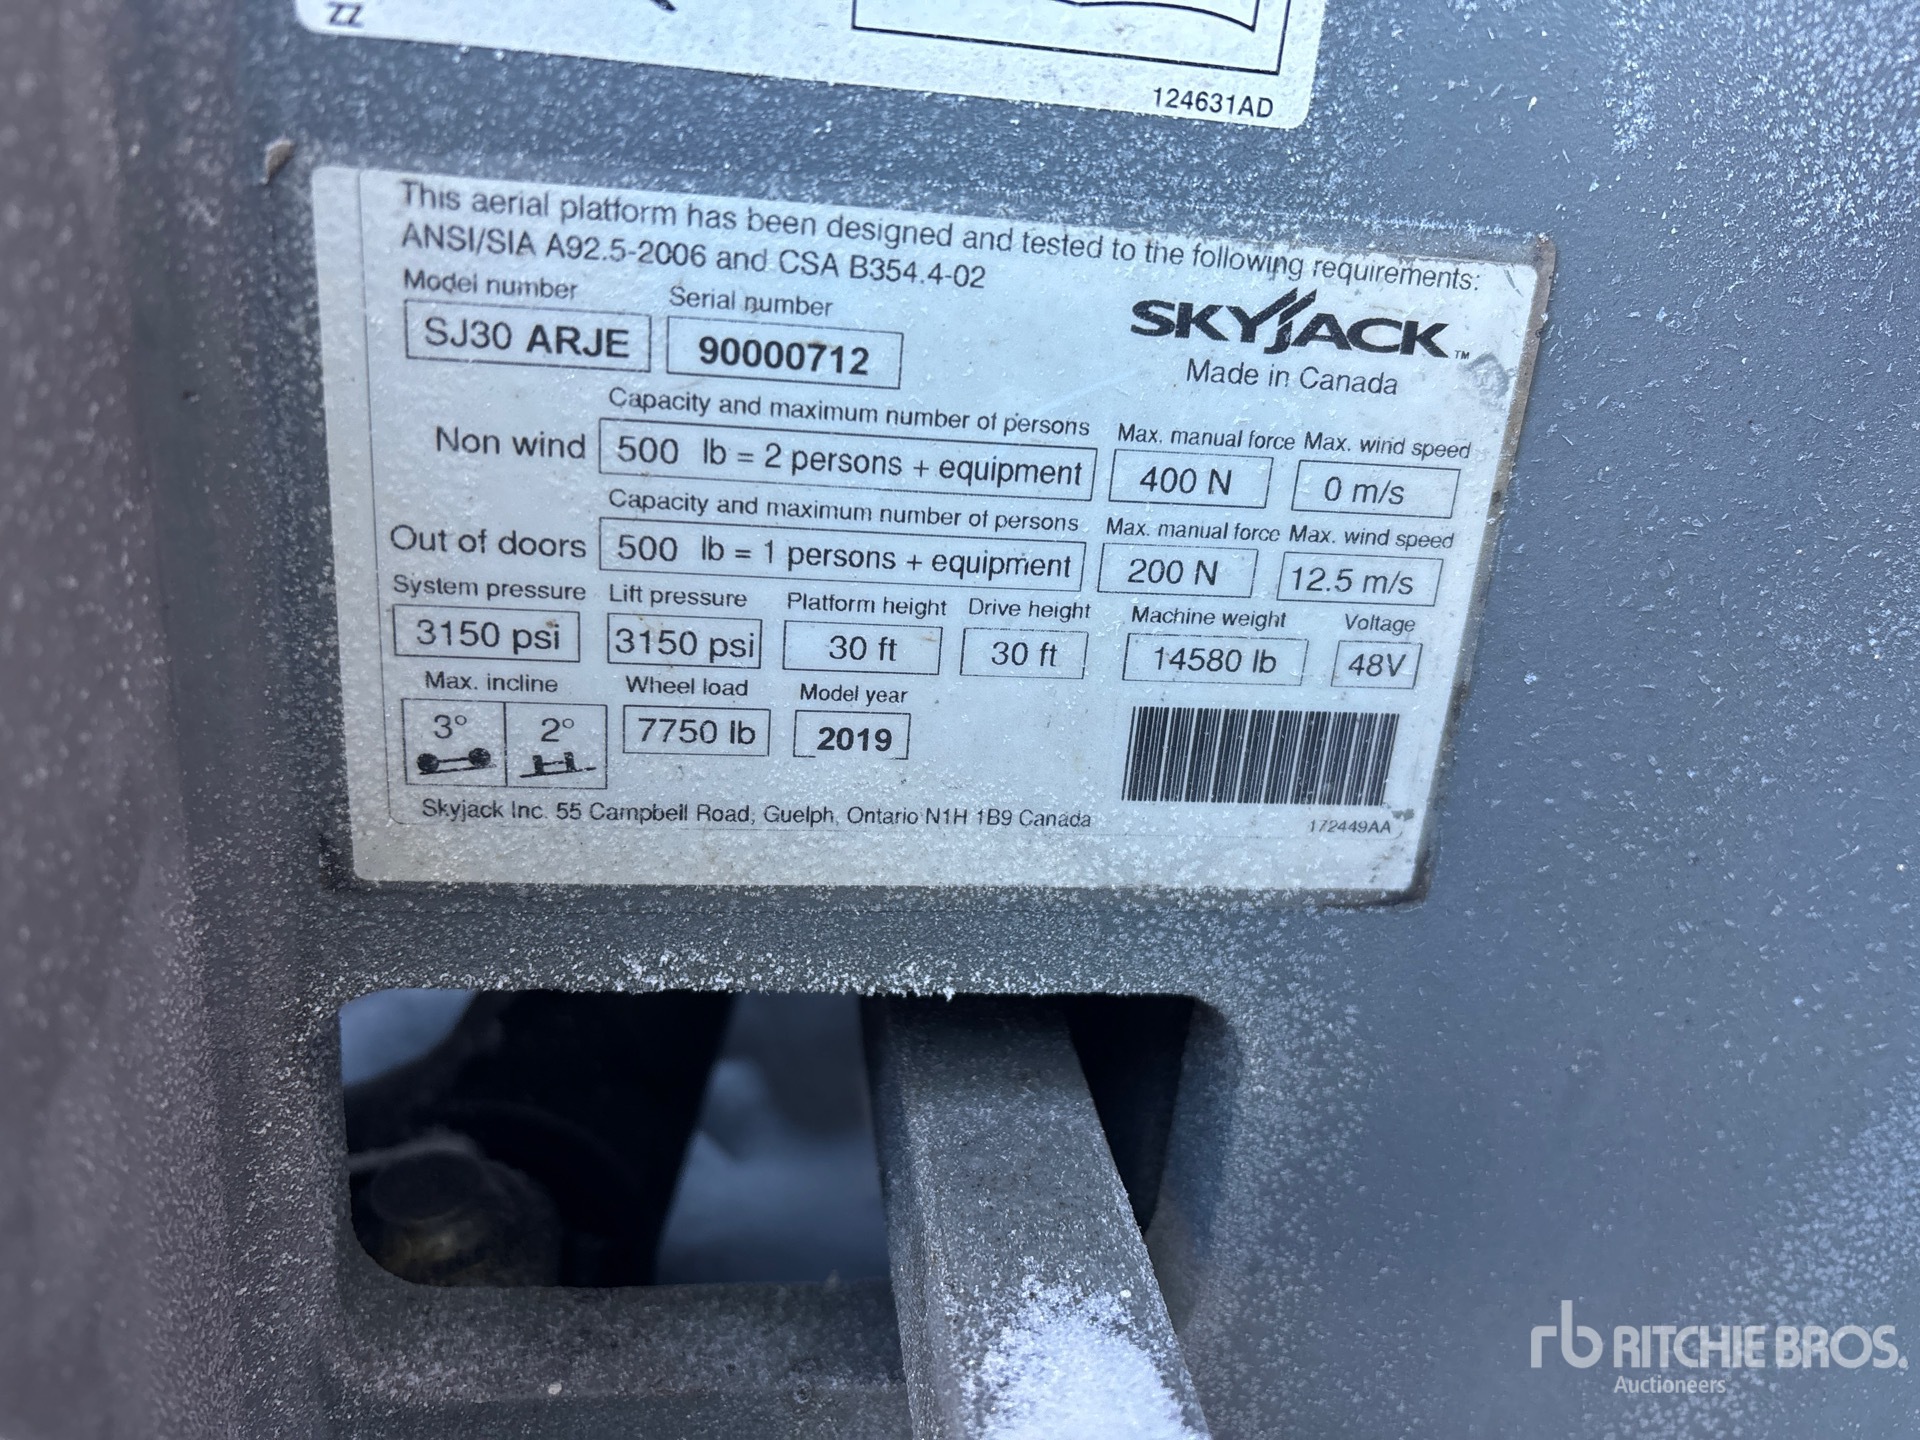 ZZ
124631AD
This aerial platform has been designed and tested to the following requirements:
ANSI/SIA A92.5-2006 and CSA B354.4-02
Model number Serial number
SJ30 ARJE 90000712
SKYJACK™
Made in Canada
Capacity and maximum number of persons Max. manual force Max. wind speed
Non wind 500 lb = 2 persons + equipment 400 N 0 m/s
Capacity and maximum number of persons Max. manual force Max. wind speed
Out of doors 500 lb = 1 persons + equipment 200 N 12.5 m/s
System pressure Lift pressure Platform height Drive height Machine weight Voltage
3150 psi 3150 psi 30 ft 30 ft 14580 lb 48V
Max. incline Wheel load Model year
3° 2° 7750 lb 2019
Skyjack Inc. 55 Campbell Road, Guelph, Ontario N1H 1B9 Canada
172449AA
rb RITCHIE BROS.
Auctioneers